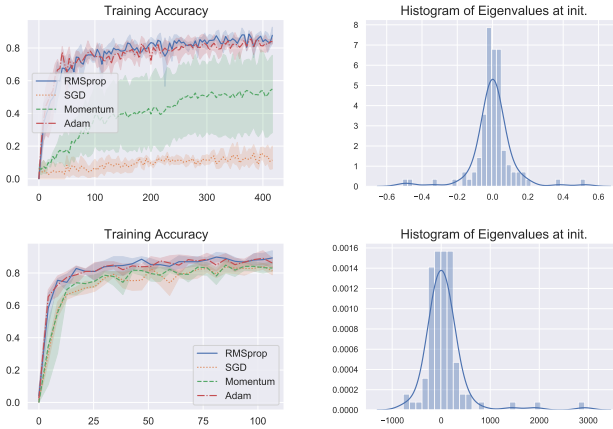 Training Accuracy
0.8
0.6
0.4
0.2
0.0
RMSprop
SGD
Momentum
Adam
0 100 200 300 400
Histogram of Eigenvalues at init.
8
7
6
5
4
3
2
1
0
−0.6 −0.4 −0.2 0.0 0.2 0.4 0.6
Training Accuracy
0.8
0.6
0.4
0.2
0.0
RMSprop
SGD
Momentum
Adam
0 25 50 75 100
Histogram of Eigenvalues at init.
0.0016
0.0014
0.0012
0.0010
0.0008
0.0006
0.0004
0.0002
0.0000
−1000 0 1000 2000 3000